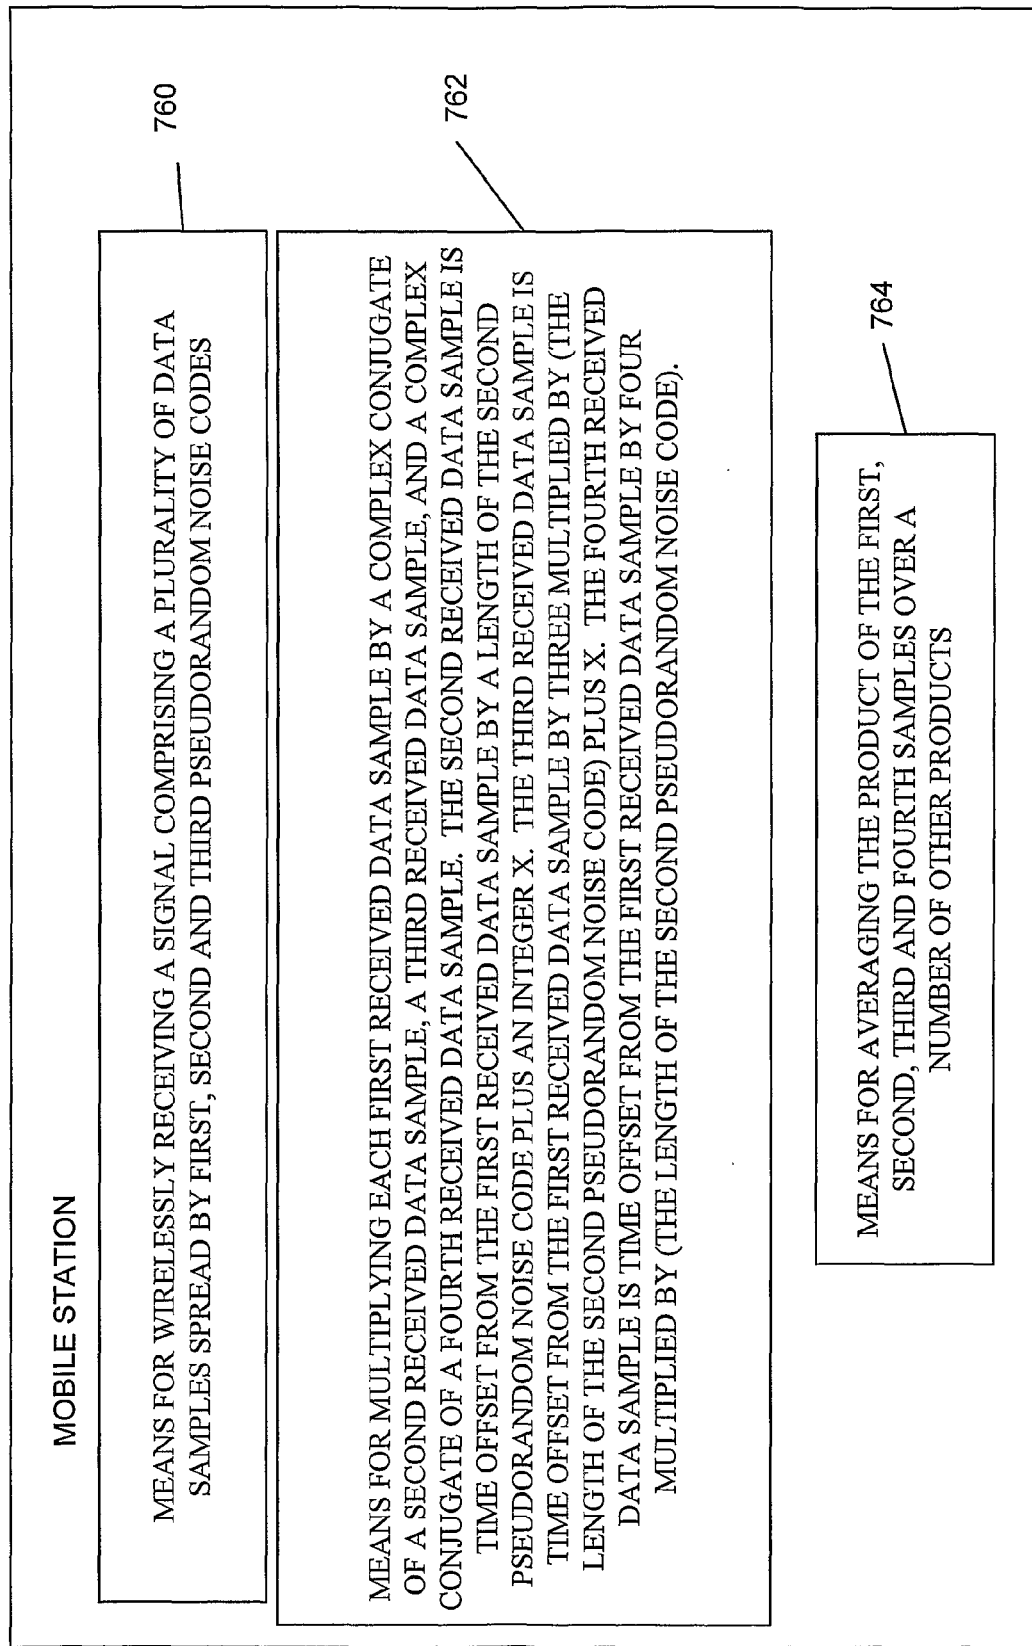 MOBILE STATION
MEANS FOR WIRELESSLY RECEIVING A SIGNAL COMPRISING A PLURALITY OF DATA
SAMPLES SPREAD BY FIRST, SECOND AND THIRD PSEUDORANDOM NOISE CODES
760
MEANS FOR MULTIPLYING EACH FIRST RECEIVED DATA SAMPLE BY A COMPLEX CONJUGATE
OF A SECOND RECEIVED DATA SAMPLE, A THIRD RECEIVED DATA SAMPLE, AND A COMPLEX
CONJUGATE OF A FOURTH RECEIVED DATA SAMPLE. THE SECOND RECEIVED DATA SAMPLE IS
TIME OFFSET FROM THE FIRST RECEIVED DATA SAMPLE BY A LENGTH OF THE SECOND
PSEUDORANDOM NOISE CODE PLUS AN INTEGER X. THE THIRD RECEIVED DATA SAMPLE IS
TIME OFFSET FROM THE FIRST RECEIVED DATA SAMPLE BY THREE MULTIPLIED BY (THE
LENGTH OF THE SECOND PSEUDORANDOM NOISE CODE) PLUS X. THE FOURTH RECEIVED
DATA SAMPLE IS TIME OFFSET FROM THE FIRST RECEIVED DATA SAMPLE BY FOUR
MULTIPLIED BY (THE LENGTH OF THE SECOND PSEUDORANDOM NOISE CODE).
762
MEANS FOR AVERAGING THE PRODUCT OF THE FIRST,
SECOND, THIRD AND FOURTH SAMPLES OVER A
NUMBER OF OTHER PRODUCTS
764